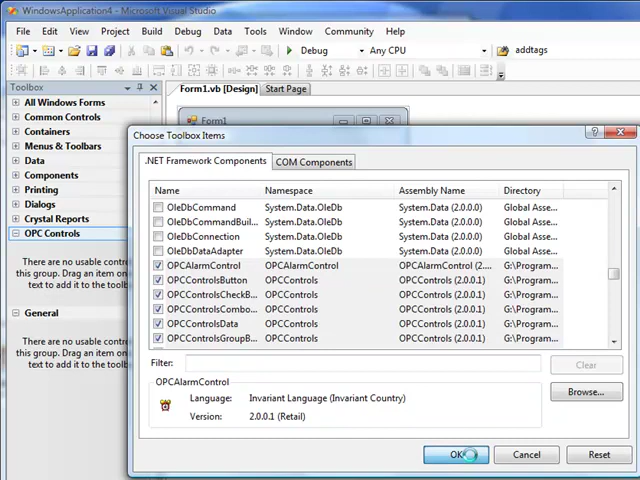 WindowsApplication4 - Microsoft Visual Studio
File Edit View Project Build Debug Data Tools Window Community Help
Debug Any CPU addtags
Toolbox
Form1.vb [Design] Start Page
All Windows Forms
Common Controls
Containers
Menus & Toolbars
Data
Components
Printing
Dialogs
Crystal Reports
OPC Controls
There are no usable contro
this group. Drag an item on
text to add it to the toolb
General
There are no usable contro
this group. Drag an item on
text to add it to the toolb
Form1
Choose Toolbox Items
.NET Framework Components COM Components
Name Namespace Assembly Name Directory
OleDbCommand System.Data.OleDb System.Data (2.0.0.0) Global Asse...
OleDbCommandBuil... System.Data.OleDb System.Data (2.0.0.0) Global Asse...
OleDbConnection System.Data.OleDb System.Data (2.0.0.0) Global Asse...
OleDbDataAdapter System.Data.OleDb System.Data (2.0.0.0) Global Asse...
OPCAlarmControl OPCAlarmControl OPCAlarmControl (2.... G:\Program...
OPCControlsButton OPCControls OPCControls (2.0.0.1) G:\Program...
OPCControlsCheckB... OPCControls OPCControls (2.0.0.1) G:\Program...
OPCControlsCombo... OPCControls OPCControls (2.0.0.1) G:\Program...
OPCControlsData OPCControls OPCControls (2.0.0.1) G:\Program...
OPCControlsGroupB... OPCControls OPCControls (2.0.0.1) G:\Program...
Filter: Clear
OPCAlarmControl
Language: Invariant Language (Invariant Country)
Version: 2.0.0.1 (Retail)
Browse...
OK Cancel Reset